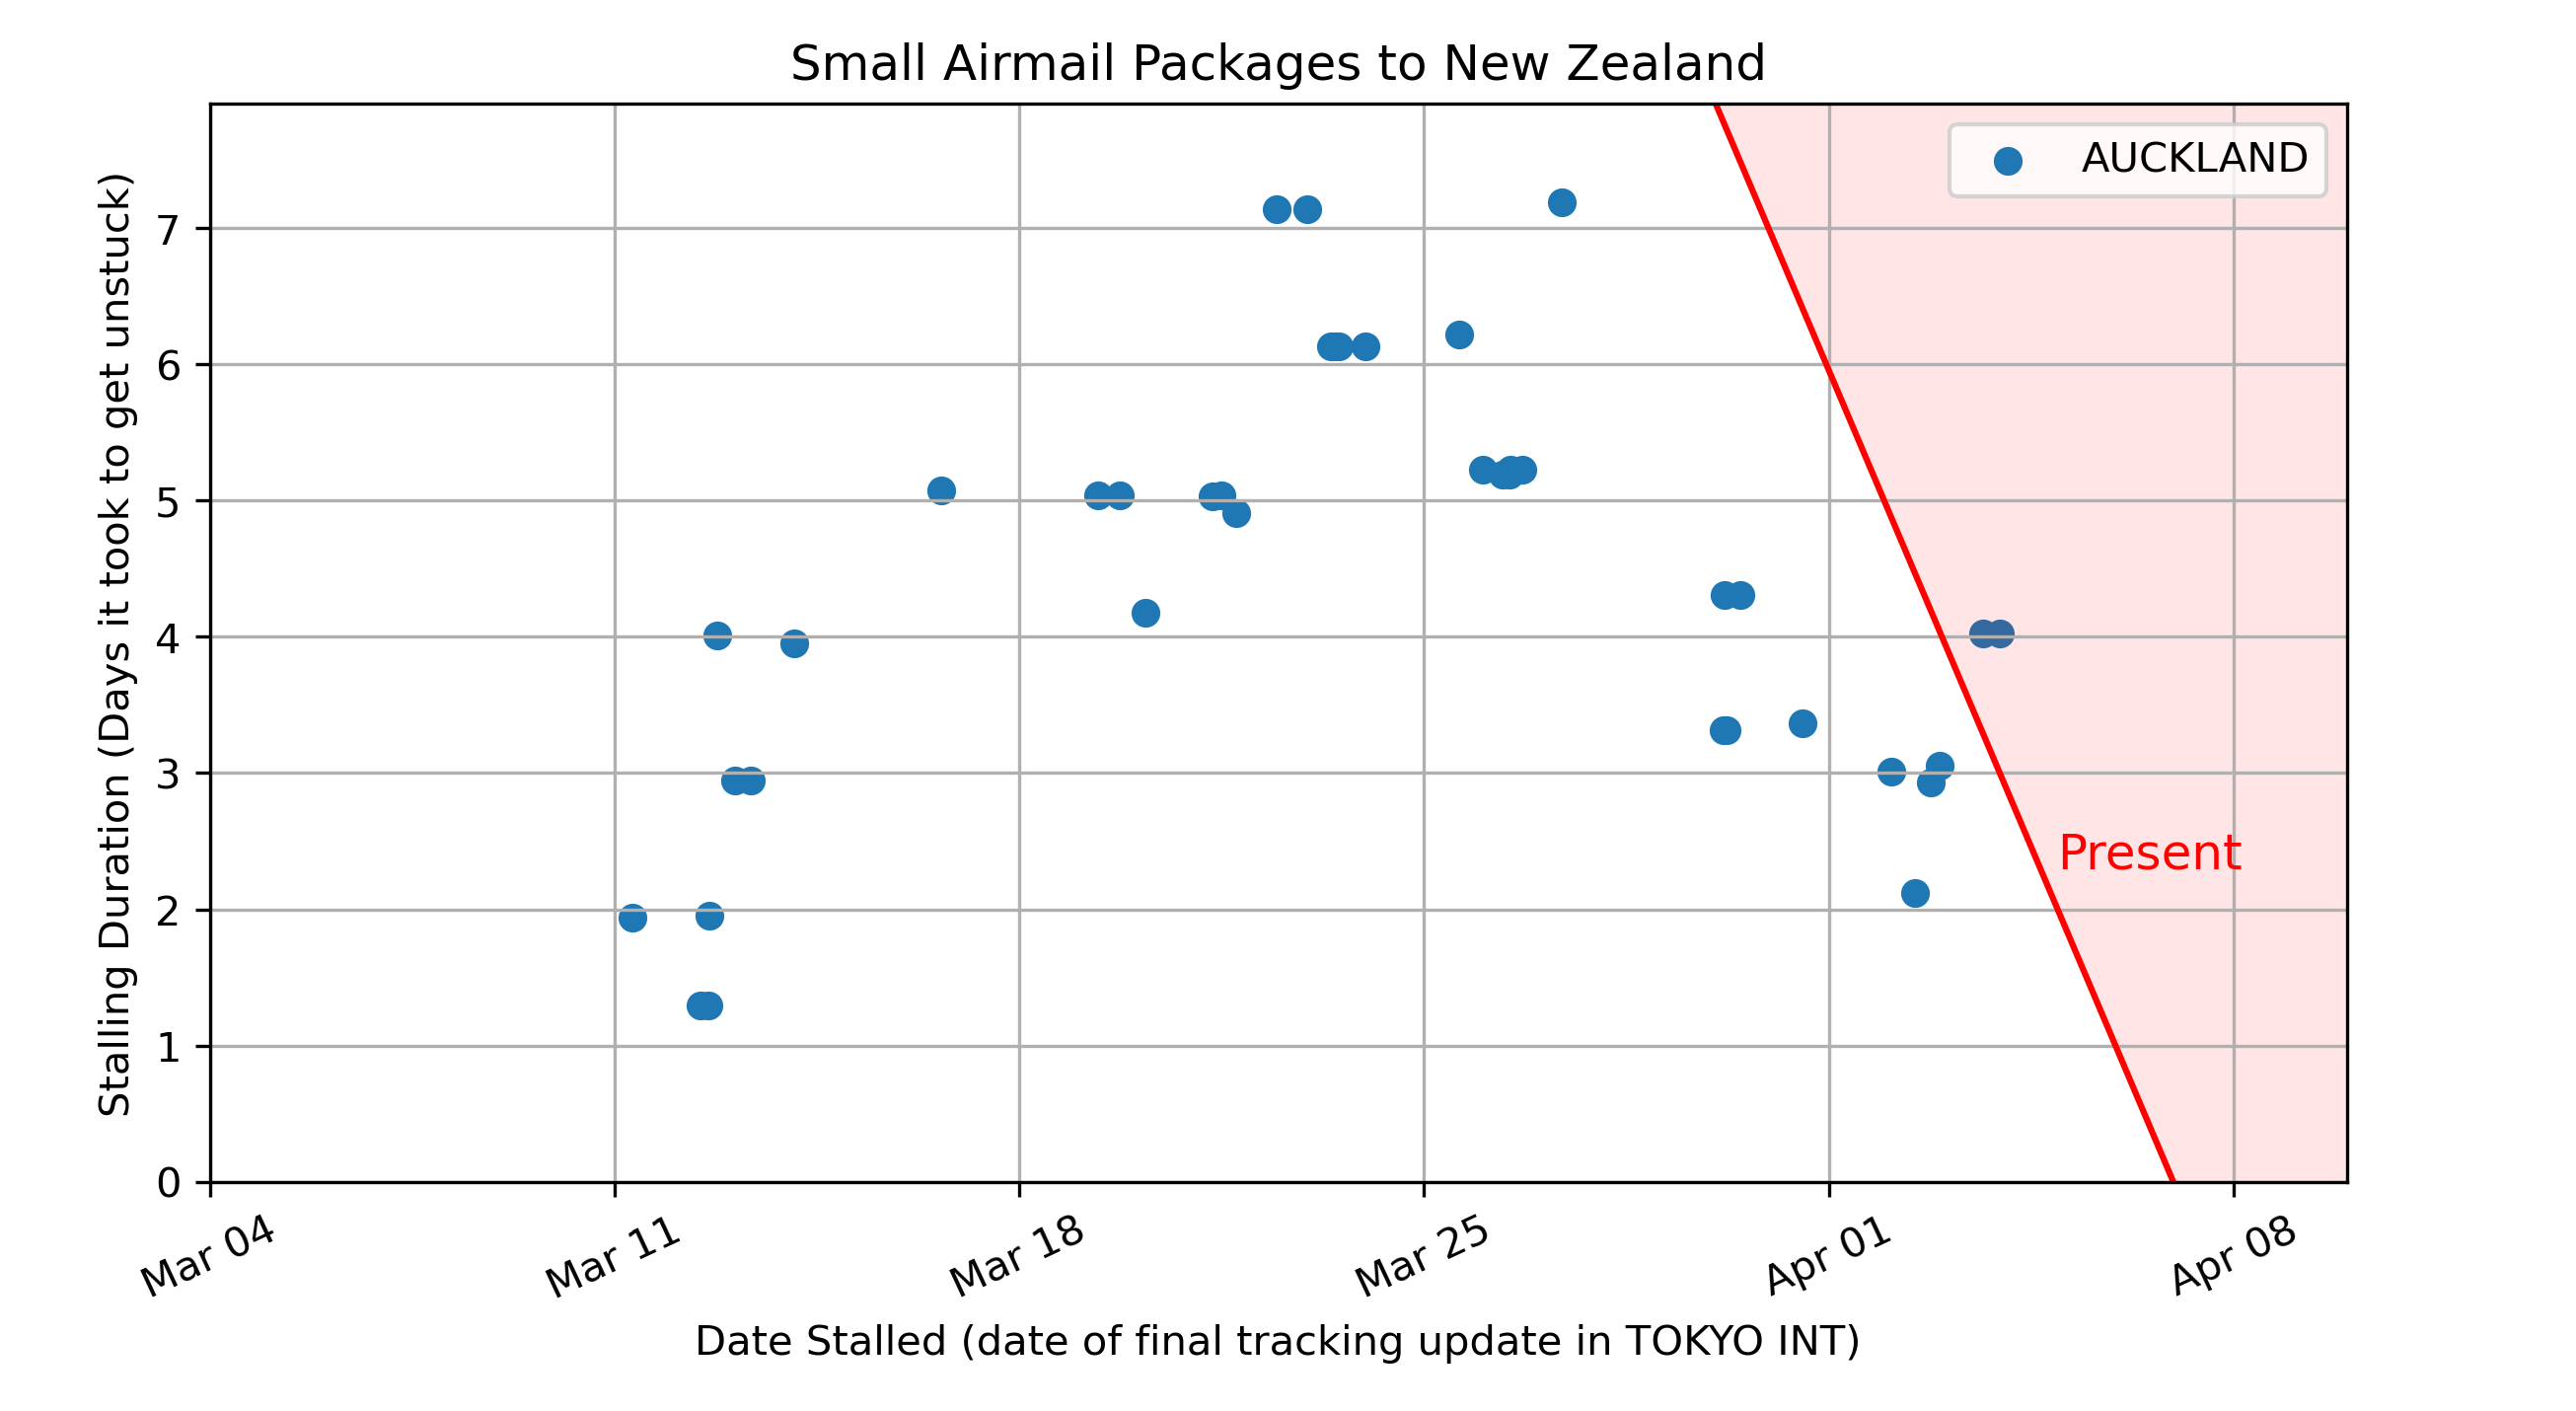 Small Airmail Packages to New Zealand
AUCKLAND
Stalling Duration (Days it took to get unstuck)
7
6
5
4
3
2
1
0
Present
Mar 04
Mar 11
Mar 18
Mar 25
Apr 01
Apr 08
Date Stalled (date of final tracking update in TOKYO INT)